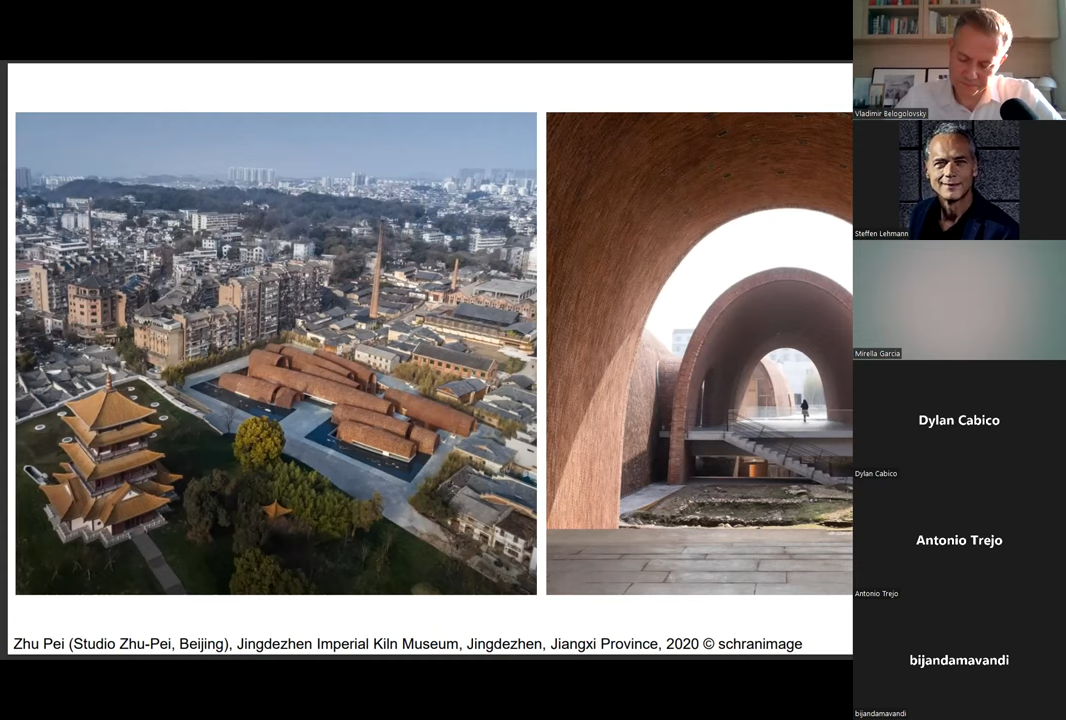 Zhu Pei (Studio Zhu-Pei, Beijing), Jingdezhen Imperial Kiln Museum, Jingdezhen, Jiangxi Province, 2020 © schranimage
Vladimir Belogolovsky
Steffen Lehmann
Mirella Garcia
Dylan Cabico
Dylan Cabico
Antonio Trejo
Antonio Trejo
bijandamavandi
bijandamavandi